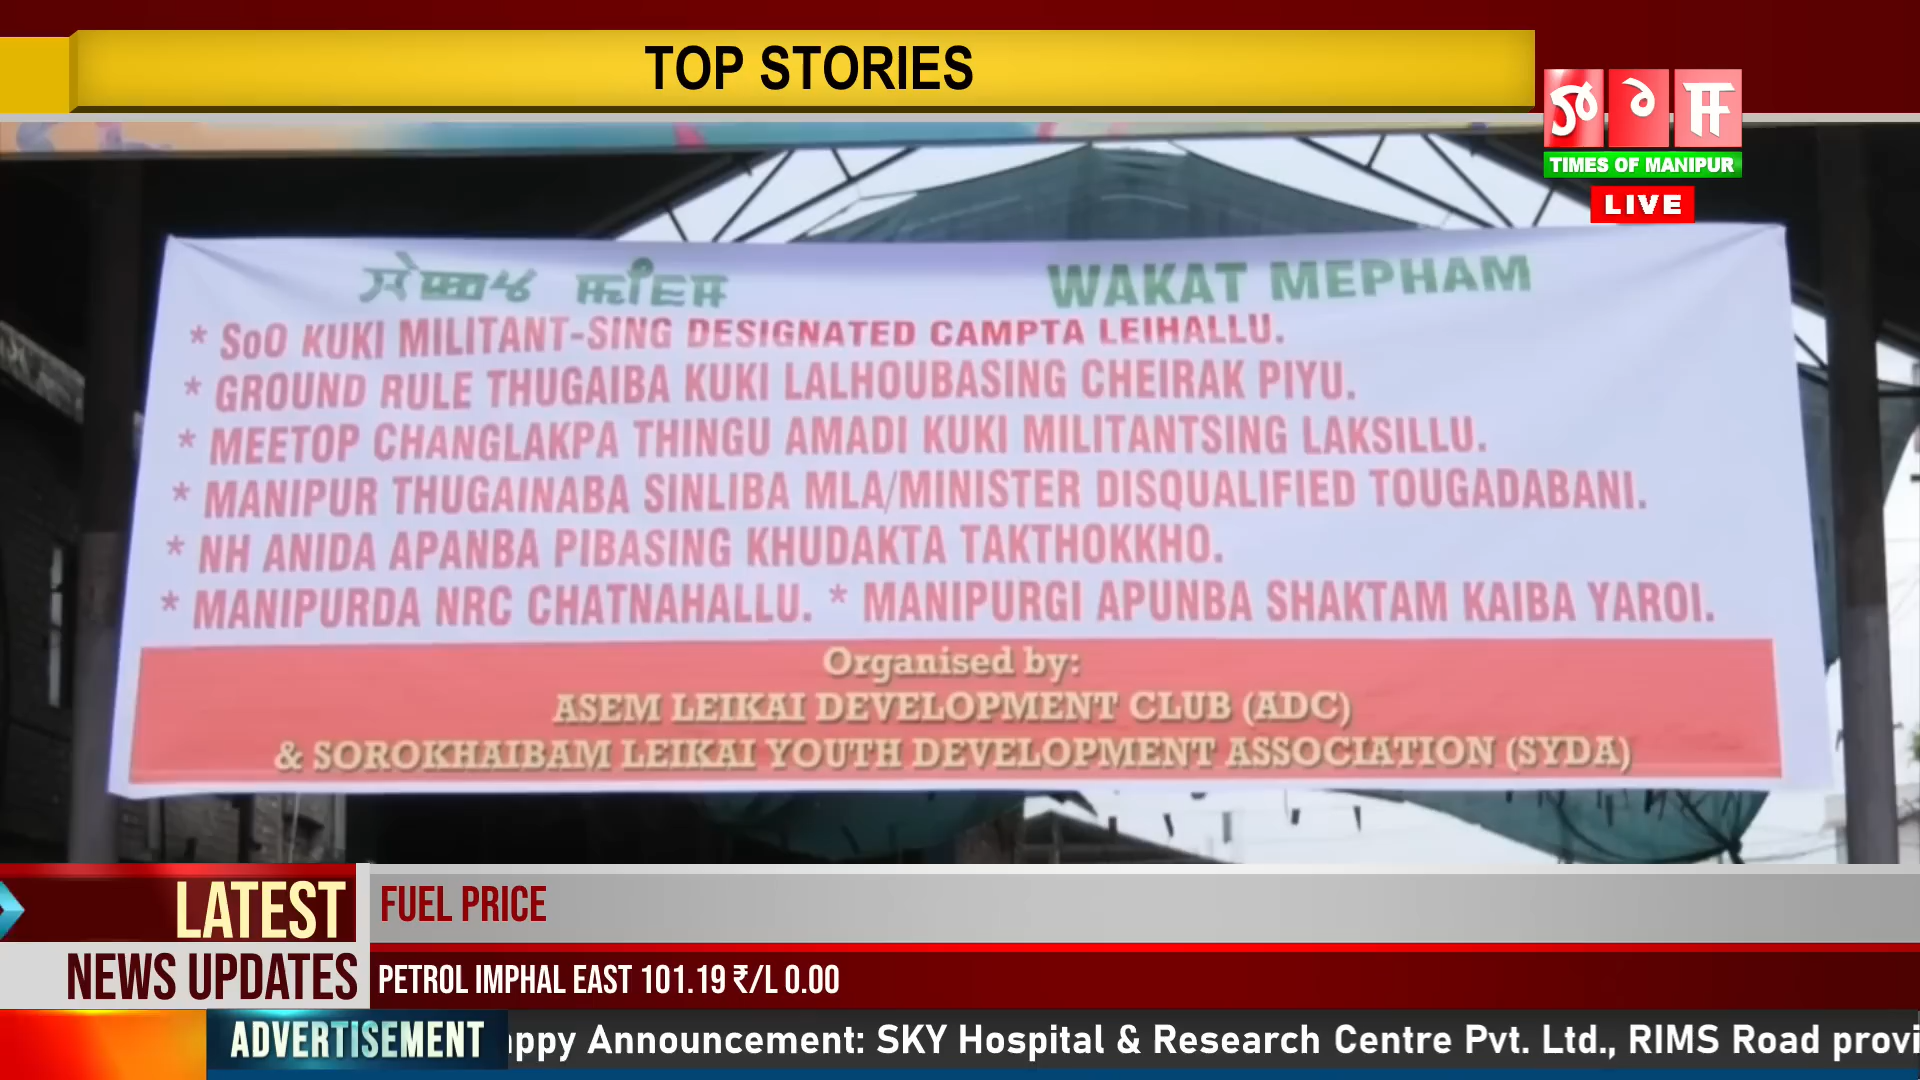 TOP STORIES
TIMES OF MANIPUR
LIVE
WAKAT MEPHAM
* SoO KUKI MILITANT-SING DESIGNATED CAMPTA LEIHALLU.
* GROUND RULE THUGAIBA KUKI LALHOUBASING CHEIRAK PIYU.
* MEETOP CHANGLAKPA THINGU AMADI KUKI MILITANTSING LAKSILLU.
* MANIPUR THUGAINABA SINLIBA MLA/MINISTER DISQUALIFIED TOUGADABANI.
* NH ANIDA APANBA PIBASING KHUDAKTA TAKTHOKKHO.
* MANIPURDA NRC CHATNAHALLU. * MANIPURGI APUNBA SHAKTAM KAIBA YAROI.
Organised by:
ASEM LEIKAI DEVELOPMENT CLUB (ADC)
& SOROKHAIBAM LEIKAI YOUTH DEVELOPMENT ASSOCIATION (SYDA)
LATEST
NEWS UPDATES
FUEL PRICE
PETROL IMPHAL EAST 101.19 ₹/L 0.00
ADVERTISEMENT
appy Announcement: SKY Hospital & Research Centre Pvt. Ltd., RIMS Road provi